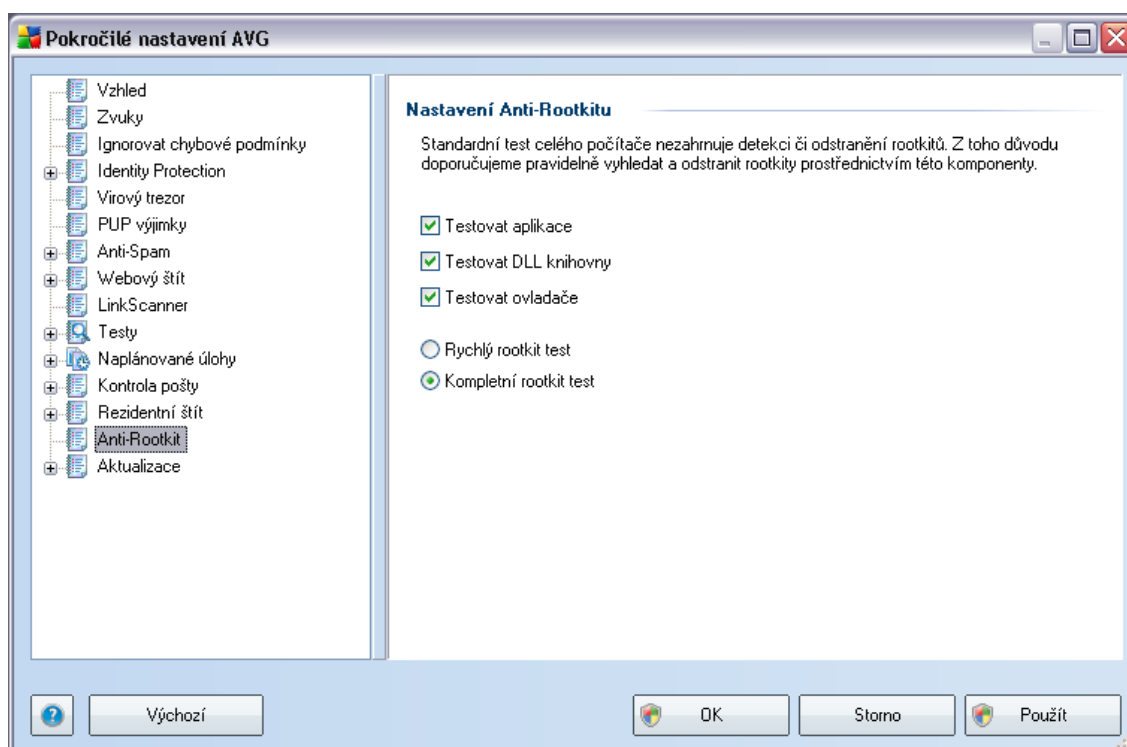 Pokročilé nastavení AVG
Vzhled
Zvuky
Ignorovat chybové podmínky
Identity Protection
Virový trezor
PUP výjimky
Anti-Spam
Webový štít
LinkScanner
Testy
Naplánované úlohy
Kontrola pošty
Rezidentní štít
Anti-Rootkit
Aktualizace
Nastavení Anti-Rootkitu
Standardní test celého počítače nezahrnuje detekci či odstranění rootkitů. Z toho důvodu
doporučujeme pravidelně vyhledat a odstranit rootkity prostřednictvím této komponenty.
Testovat aplikace
Testovat DLL knihovny
Testovat ovladače
Rychlý rootkit test
Kompletní rootkit test
Výchozí
OK
Storno
Použít